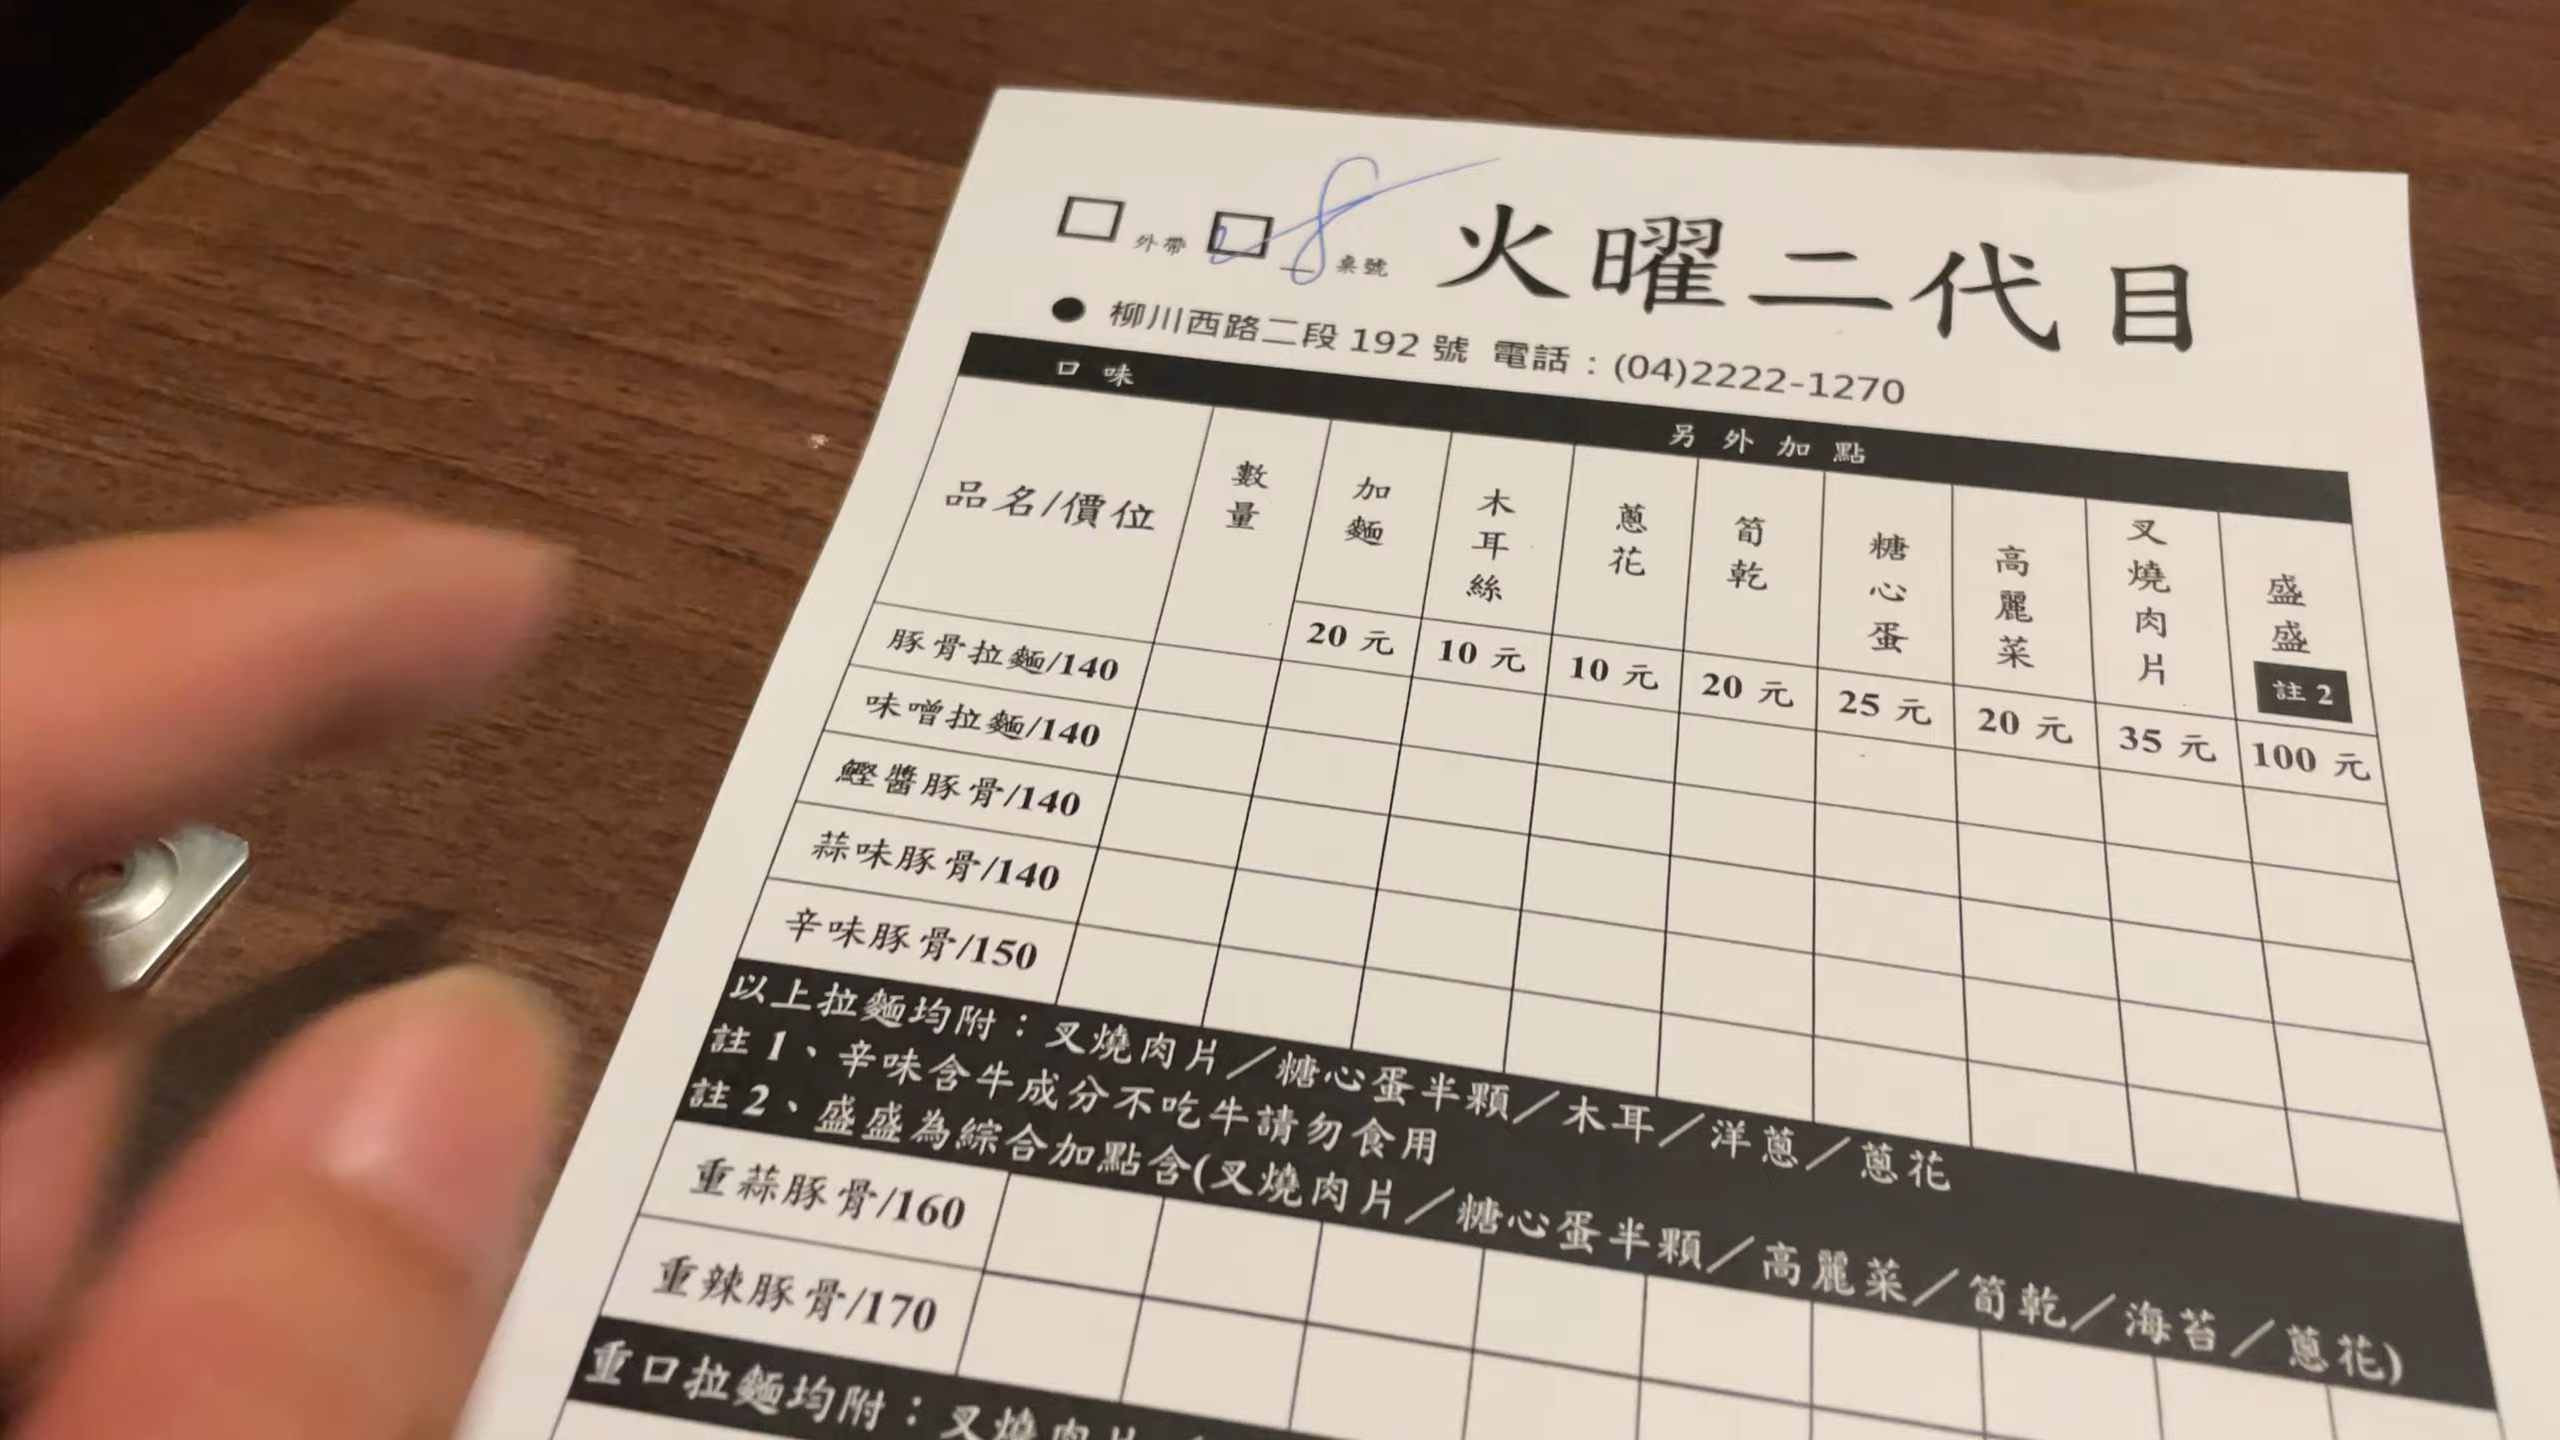 外帶 8 桌號 火曜二代目
● 柳川西路二段 192 號 電話：(04)2222-1270
口味
另外加點
品名/價位 數量 加麵 木耳絲 蔥花 筍乾 糖心蛋 高麗菜 叉燒肉片 盛盛 註 2
20 元 10 元 10 元 20 元 25 元 20 元 35 元 100 元
豚骨拉麵/140
味噌拉麵/140
鰹醬豚骨/140
蒜味豚骨/140
辛味豚骨/150
以上拉麵均附：叉燒肉片／糖心蛋半顆／木耳／洋蔥／蔥花
註 1、辛味含牛成分不吃牛請勿食用
註 2、盛盛為綜合加點含(叉燒肉片／糖心蛋半顆／高麗菜／筍乾／海苔／蔥花)
重蒜豚骨/160
重辣豚骨/170
重口拉麵均附：叉燒肉片